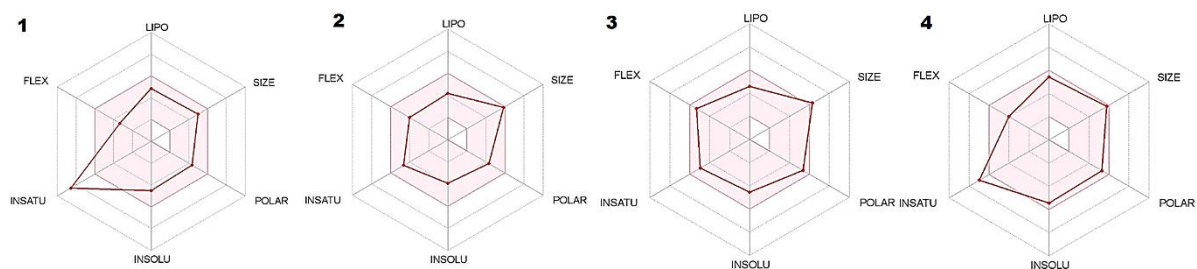 1
LIPO
FLEX
SIZE
INSATU
POLAR
INSOLU
2
LIPO
FLEX
SIZE
INSATU
POLAR
INSOLU
3
LIPO
FLEX
SIZE
INSATU
POLAR
INSOLU
4
LIPO
FLEX
SIZE
INSATU
POLAR
INSOLU